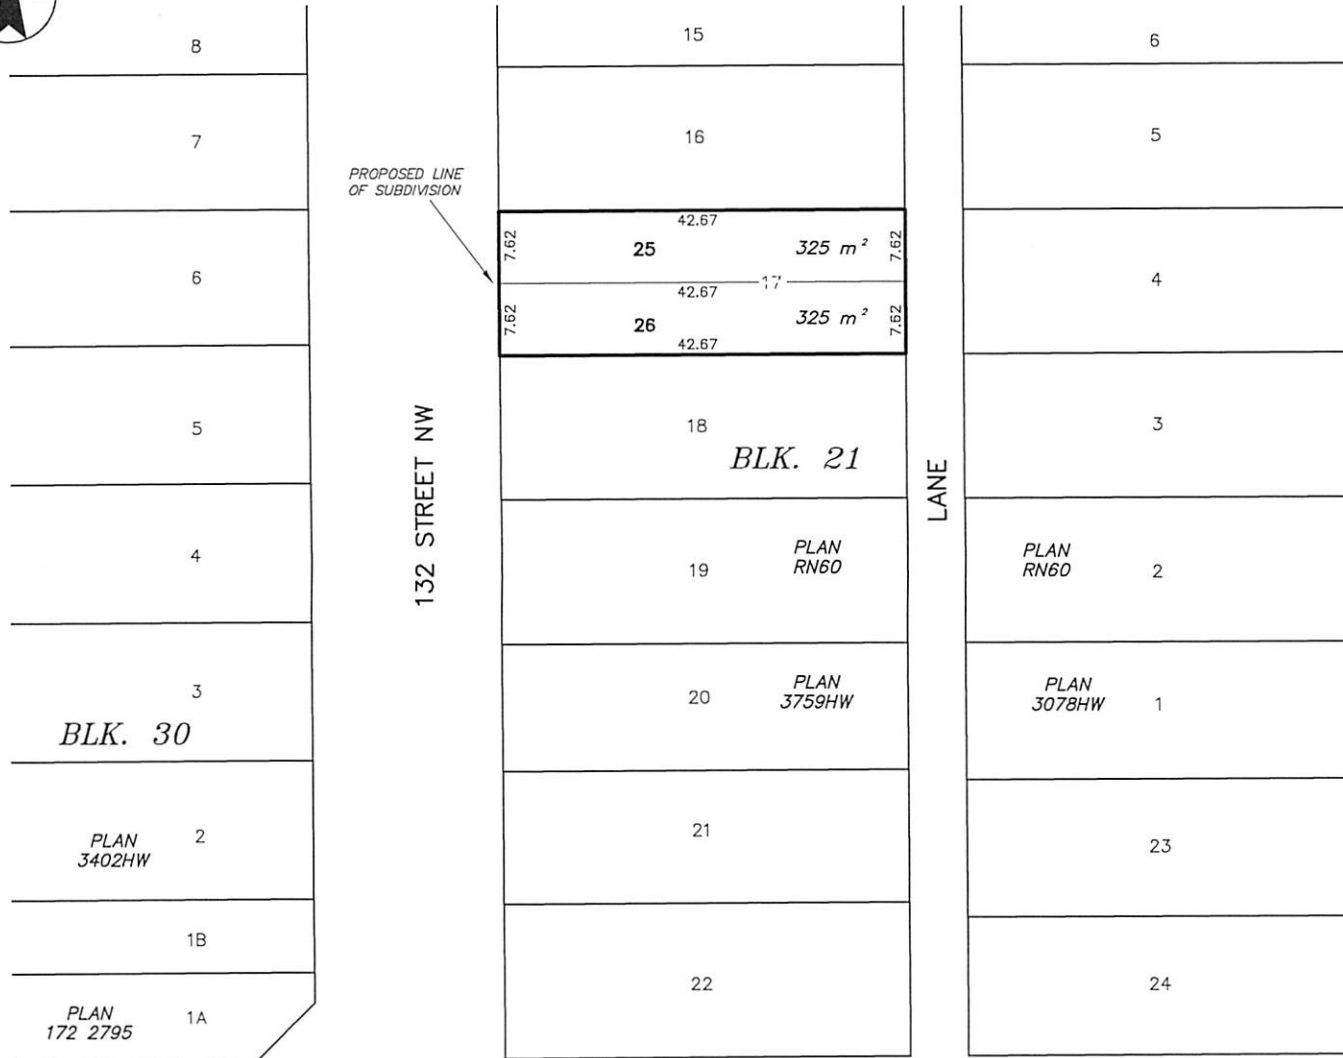 8
7
6
5
4
3
BLK. 30
2
PLAN
3402HW
1B
PLAN
172 2795
1A
PROPOSED LINE
OF SUBDIVISION
132 STREET NW
15
16
42.67
7.62
25
325 m²
7.62
17
42.67
7.62
26
325 m²
7.62
42.67
18
BLK. 21
19
PLAN
RN60
20
PLAN
3759HW
21
22
LANE
6
5
4
3
PLAN
RN60
2
PLAN
3078HW
1
23
24